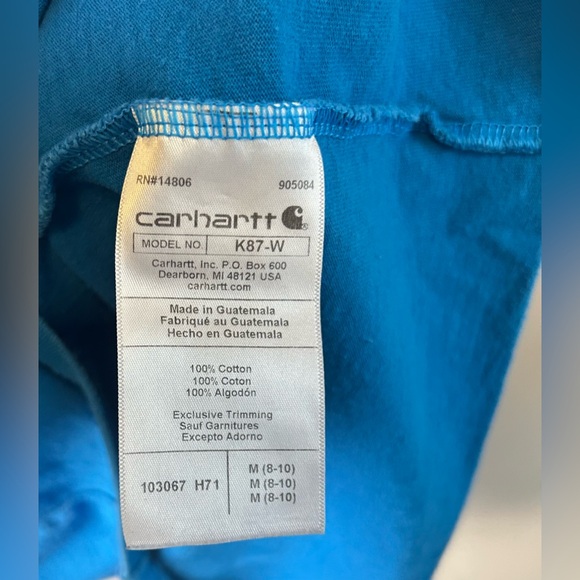 RN#14806 905084
carhartt
MODEL NO. K87-W
Carhartt, Inc. P.O. Box 600
Dearborn, MI 48121 USA
carhartt.com
Made in Guatemala
Fabriqué au Guatemala
Hecho en Guatemala
100% Cotton
100% Coton
100% Algodón
Exclusive Trimming
Sauf Garnitures
Excepto Adorno
103067 H71
M (8-10)
M (8-10)
M (8-10)